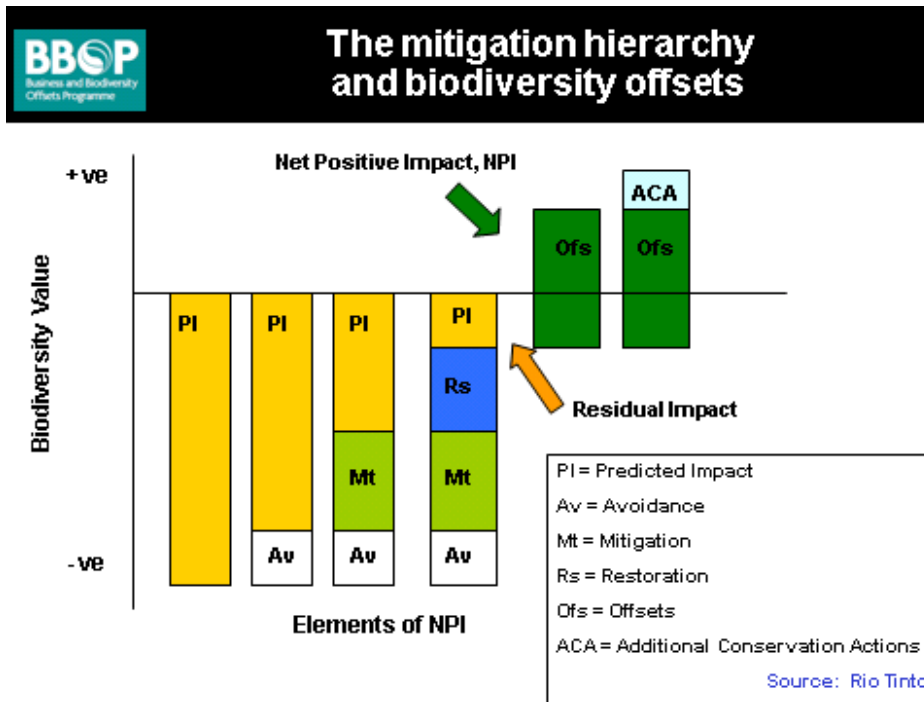 BBOP
Business and Biodiversity
Offsets Programme
The mitigation hierarchy
and biodiversity offsets
Net Positive Impact, NPI
+ve
ACA
Ofs
Ofs
Biodiversity Value
PI
PI
PI
PI
Rs
Residual Impact
Mt
Mt
Av
Av
Av
-ve
Elements of NPI
PI = Predicted Impact
Av = Avoidance
Mt = Mitigation
Rs = Restoration
Ofs = Offsets
ACA = Additional Conservation Actions
Source: Rio Tinto